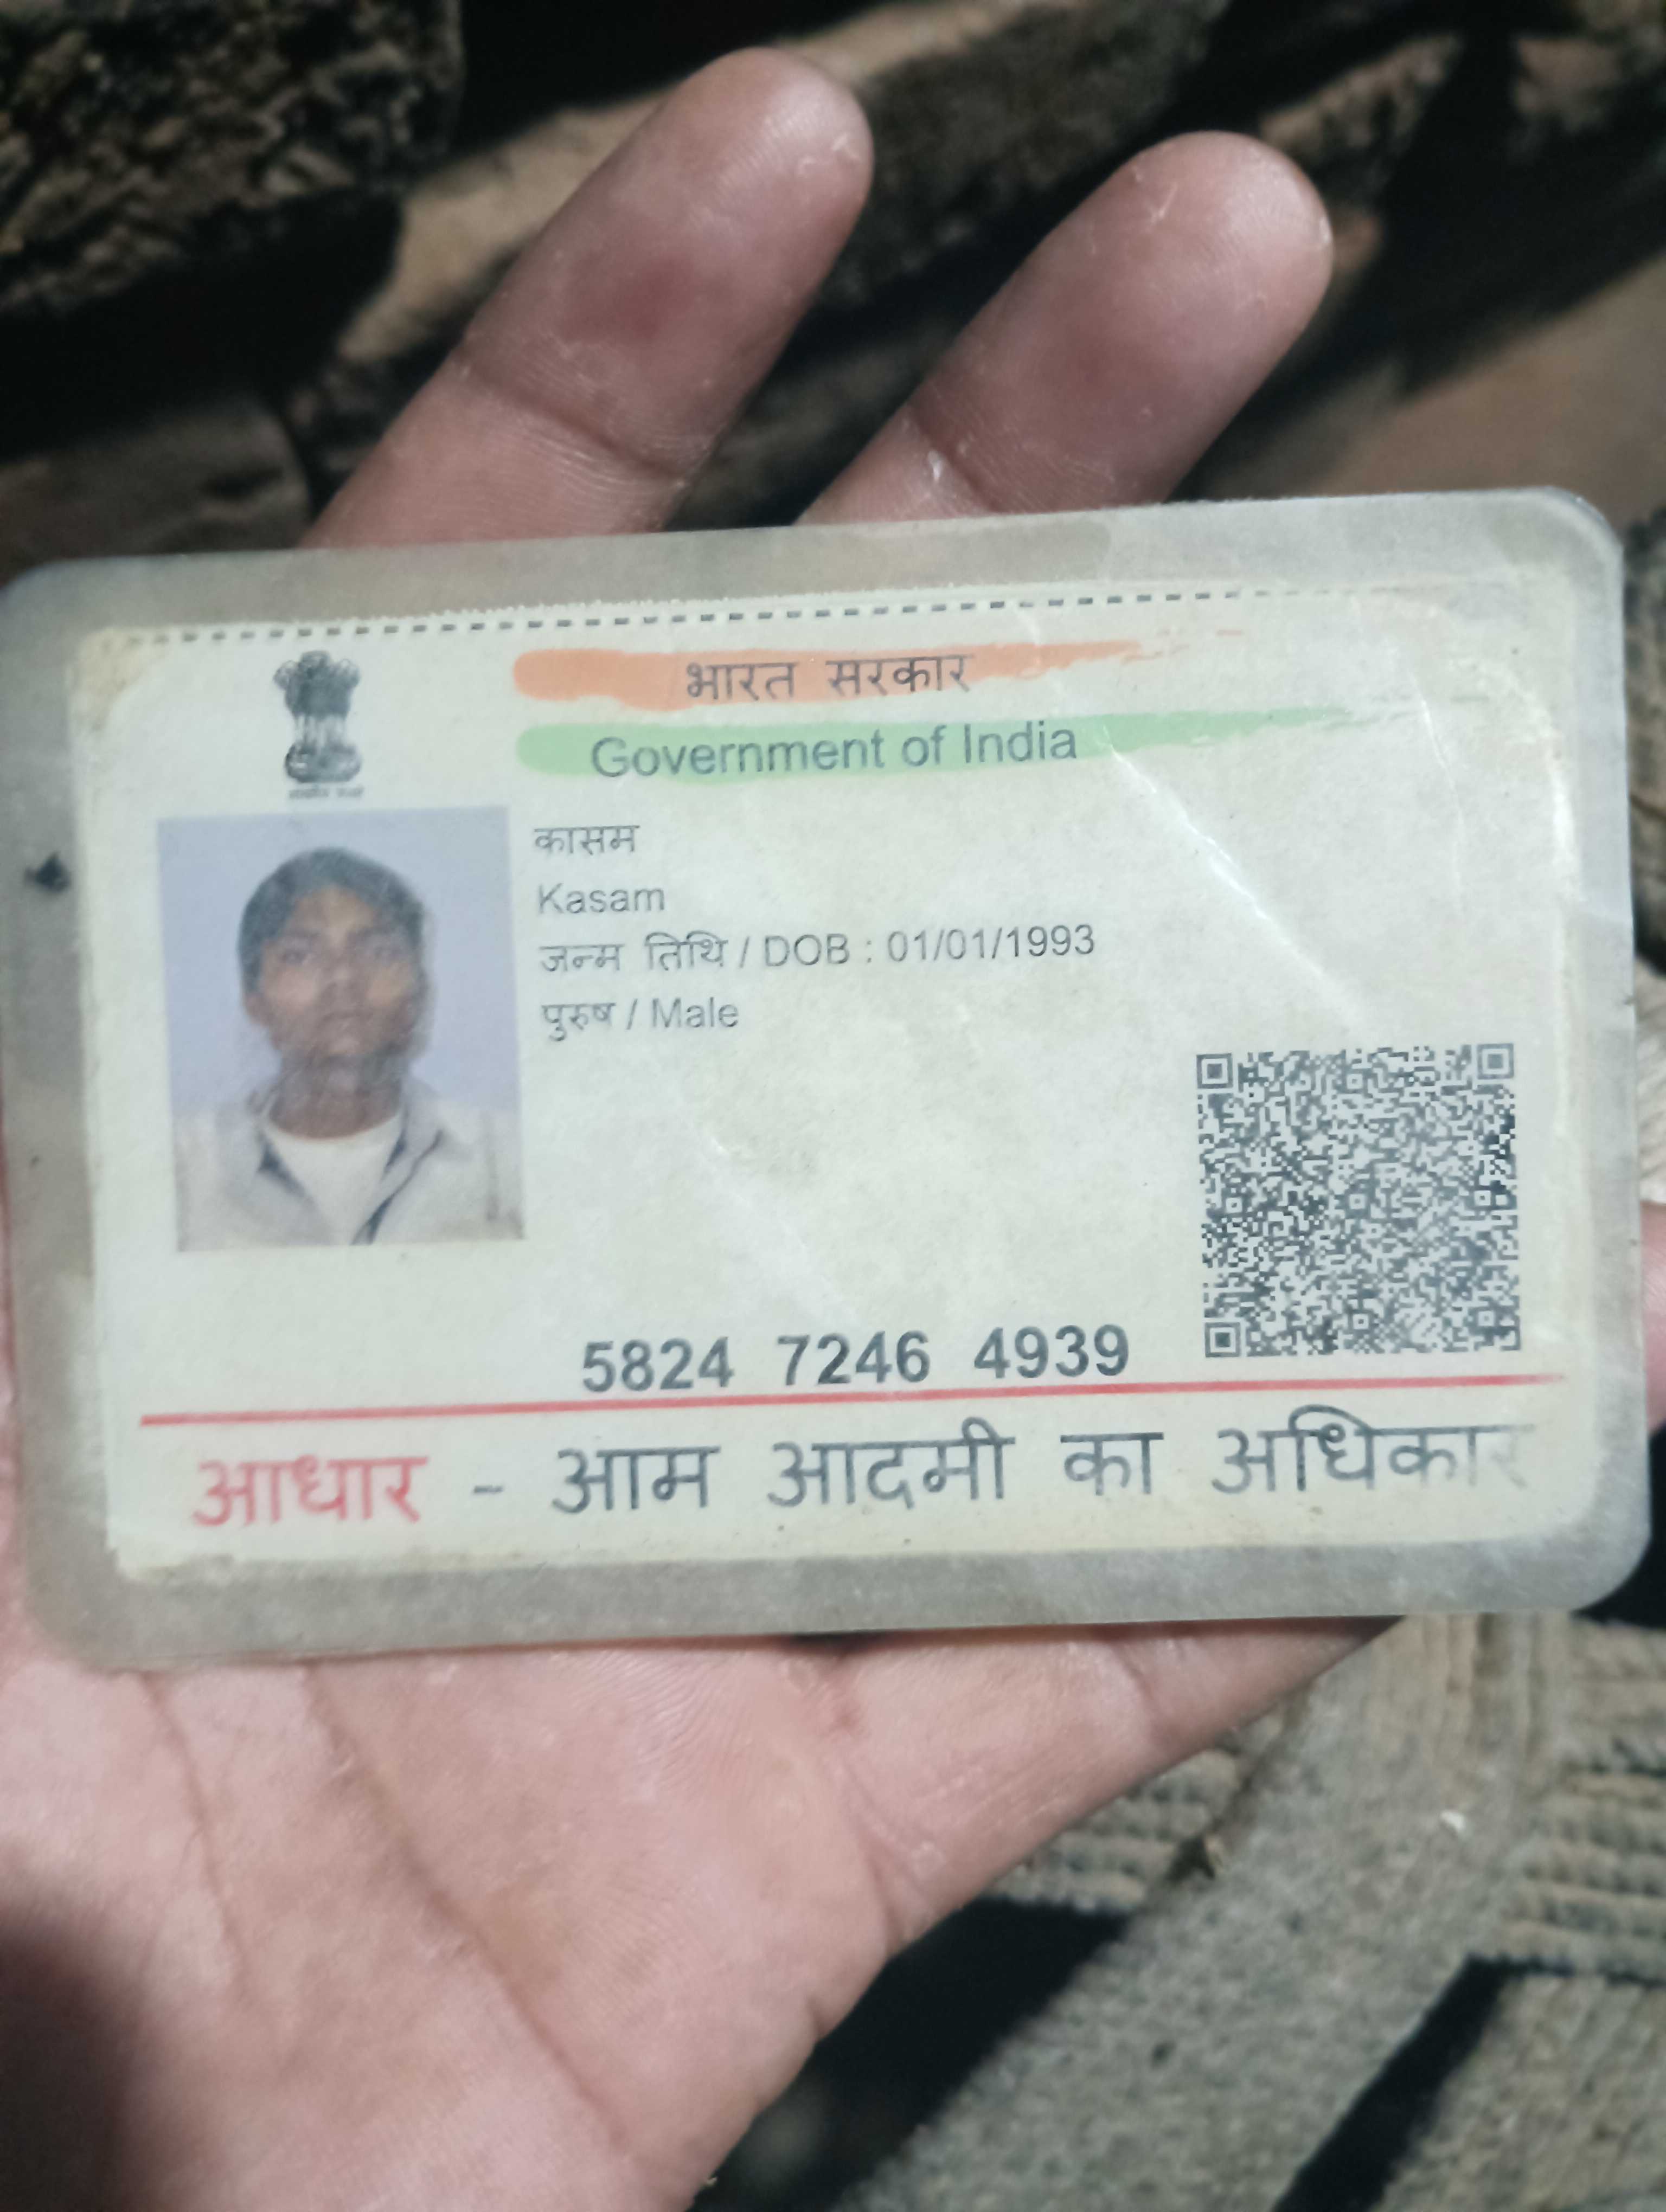 भारत सरकार
Government of India
कासम
Kasam
जन्म तिथि / DOB : 01/01/1993
पुरुष / Male
5824 7246 4939
आधार - आम आदमी का अधिकार